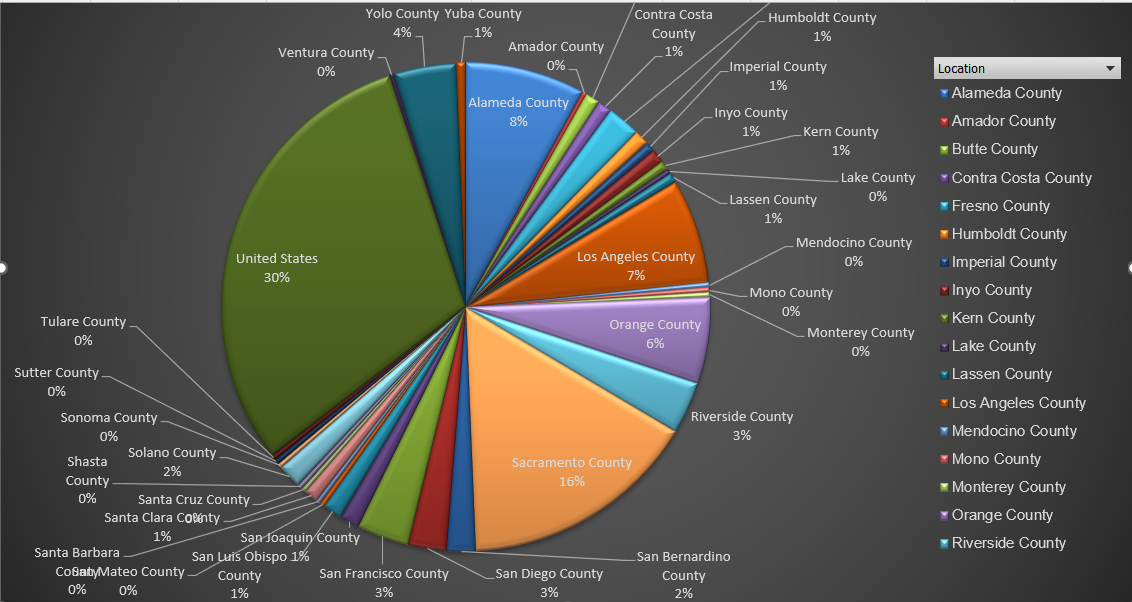 Yolo County
4%
Yuba County
1%
Ventura County
0%
Amador County
0%
Contra Costa
County
1%
Humboldt County
1%
Imperial County
1%
Inyo County
1%
Kern County
1%
Lake County
0%
Lassen County
1%
Alameda County
8%
Los Angeles County
7%
Mendocino County
0%
Mono County
0%
Monterey County
0%
Orange County
6%
Riverside County
3%
Sacramento County
16%
San Bernardino
County
2%
San Diego County
3%
San Francisco County
3%
San Joaquin County
1%
San Luis Obispo
County
1%
San Mateo County
0%
Santa Barbara
County
0%
Santa Clara County
1%
Santa Cruz County
0%
Shasta
County
0%
Solano County
2%
Sonoma County
0%
Sutter County
0%
Tulare County
0%
United States
30%
Location
Alameda County
Amador County
Butte County
Contra Costa County
Fresno County
Humboldt County
Imperial County
Inyo County
Kern County
Lake County
Lassen County
Los Angeles County
Mendocino County
Mono County
Monterey County
Orange County
Riverside County